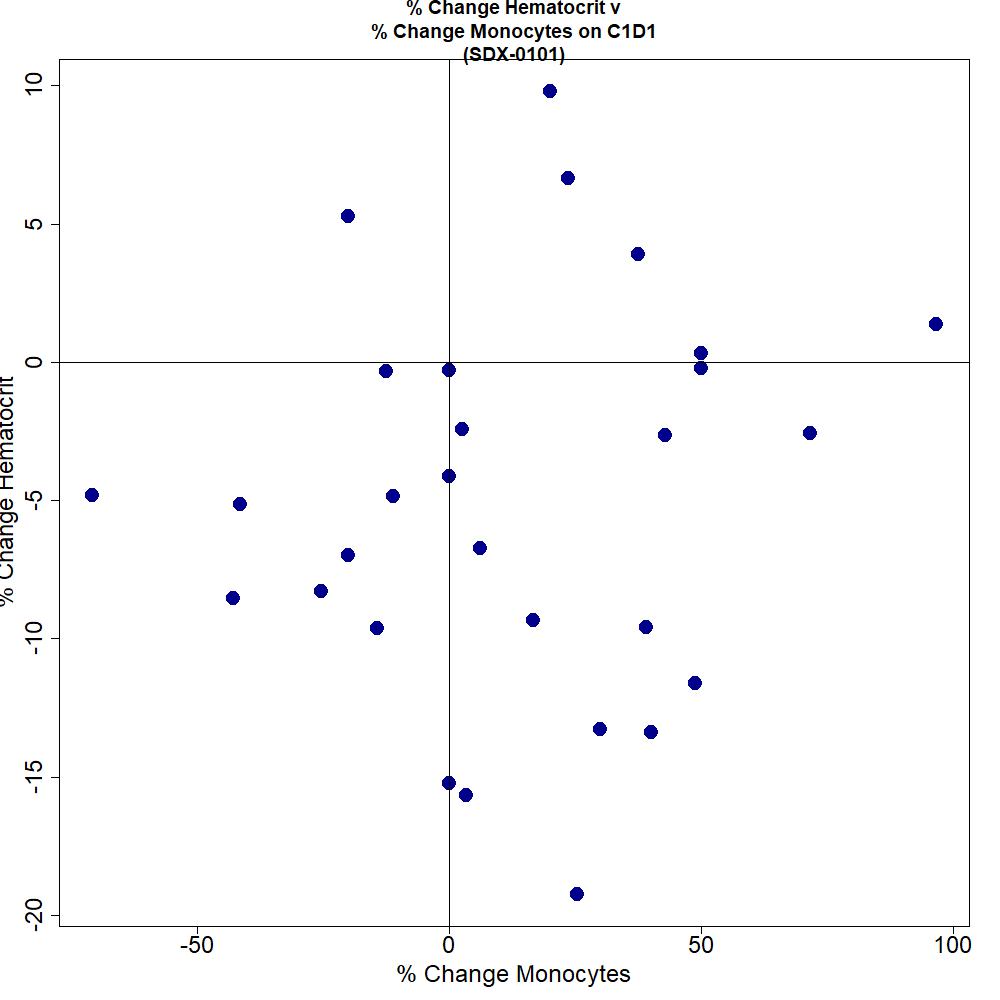 % Change Hematocrit v
% Change Monocytes on C1D1
(SDX-0101)
10
5
0
-5
-10
-15
-20
% Change Hematocrit
-50
0
50
100
% Change Monocytes